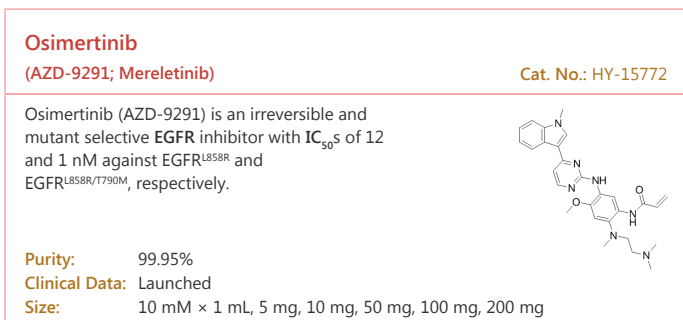 Osimertinib
(AZD-9291; Mereletinib) Cat. No.: HY-15772
Osimertinib (AZD-9291) is an irreversible and
mutant selective EGFR inhibitor with IC50s of 12
and 1 nM against EGFRL858R and
EGFRL858R/T790M, respectively.
N
O
N
N
NH
O
NH
N
N
Purity: 99.95%
Clinical Data: Launched
Size: 10 mM × 1 mL, 5 mg, 10 mg, 50 mg, 100 mg, 200 mg